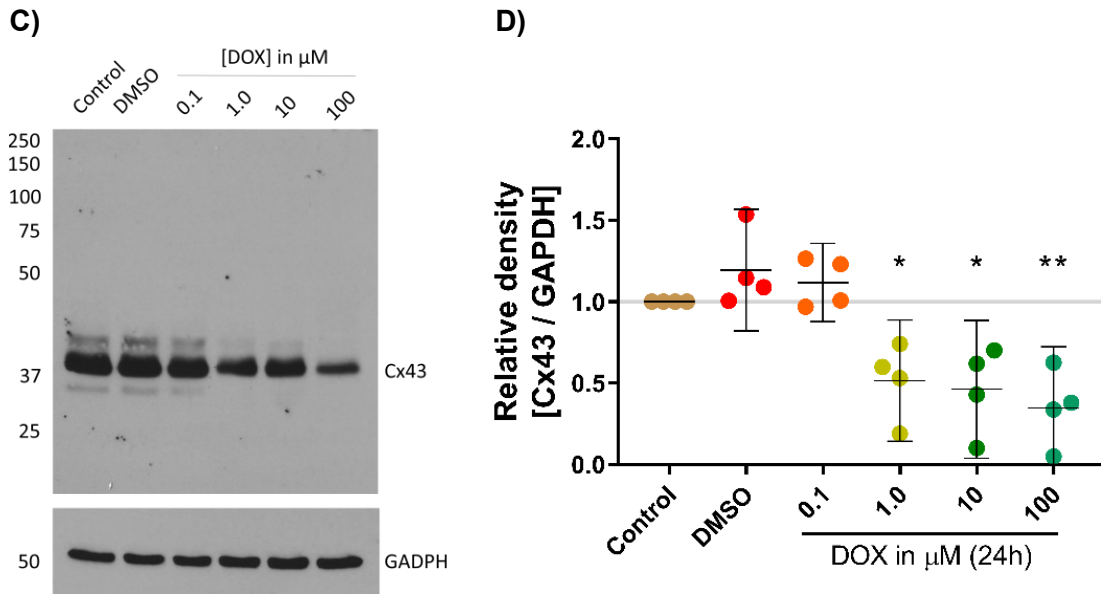 C)
[DOX] in μM
Control
DMSO
0.1
1.0
10
100
250
150
100
75
50
37
25
Cx43
50
GADPH
D)
Relative density
[Cx43 / GAPDH]
2.0
1.5
1.0
0.5
0.0
*
*
**
Control
DMSO
0.1
1.0
10
100
DOX in μM (24h)